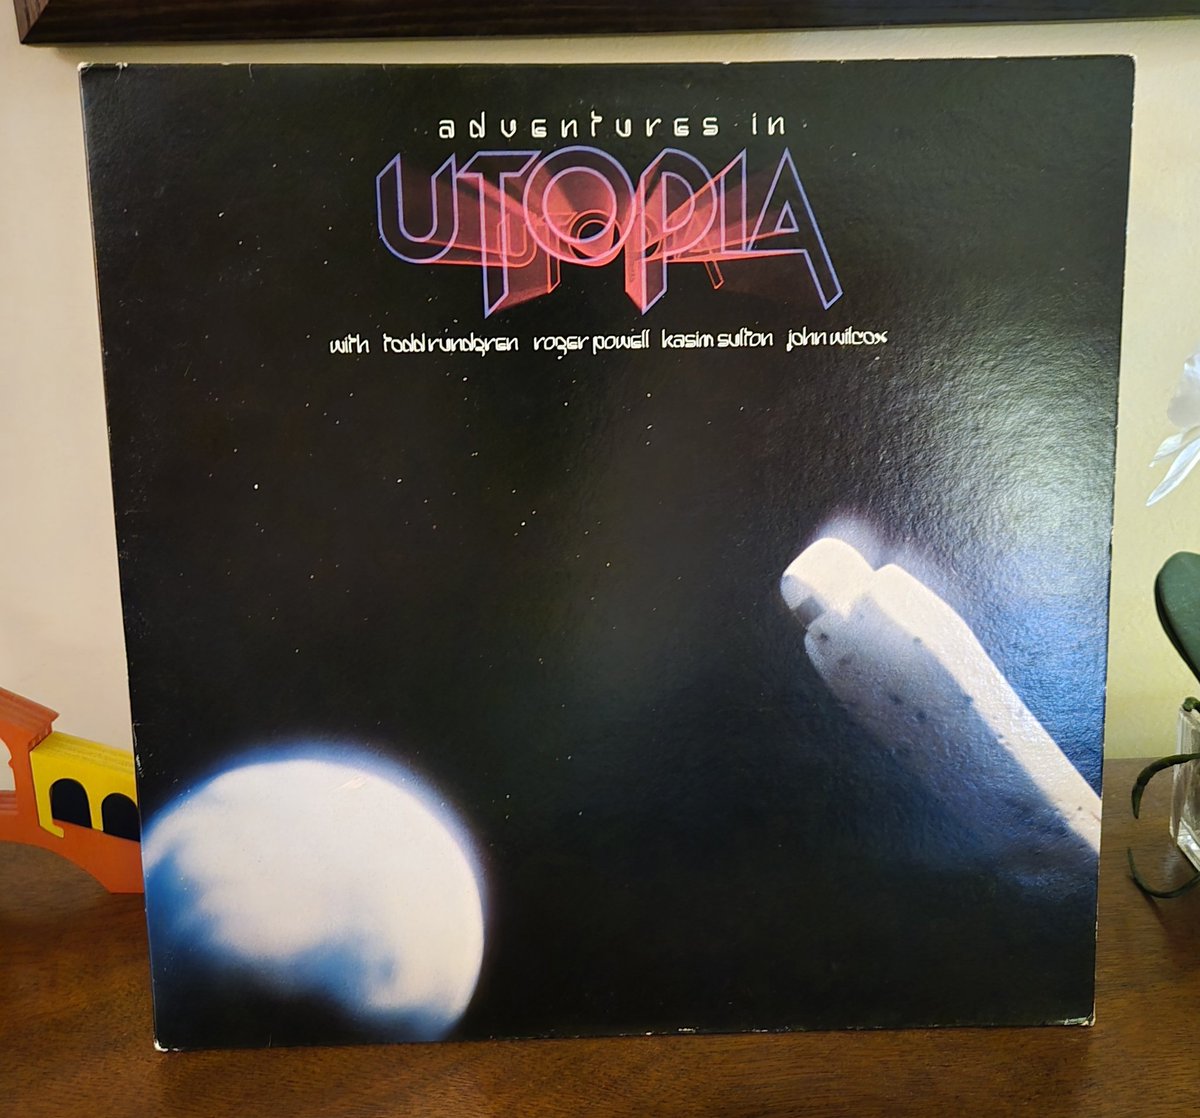 adventures in
UTOPIA
with todd rundgren roger powell kasim sulton john wilcox